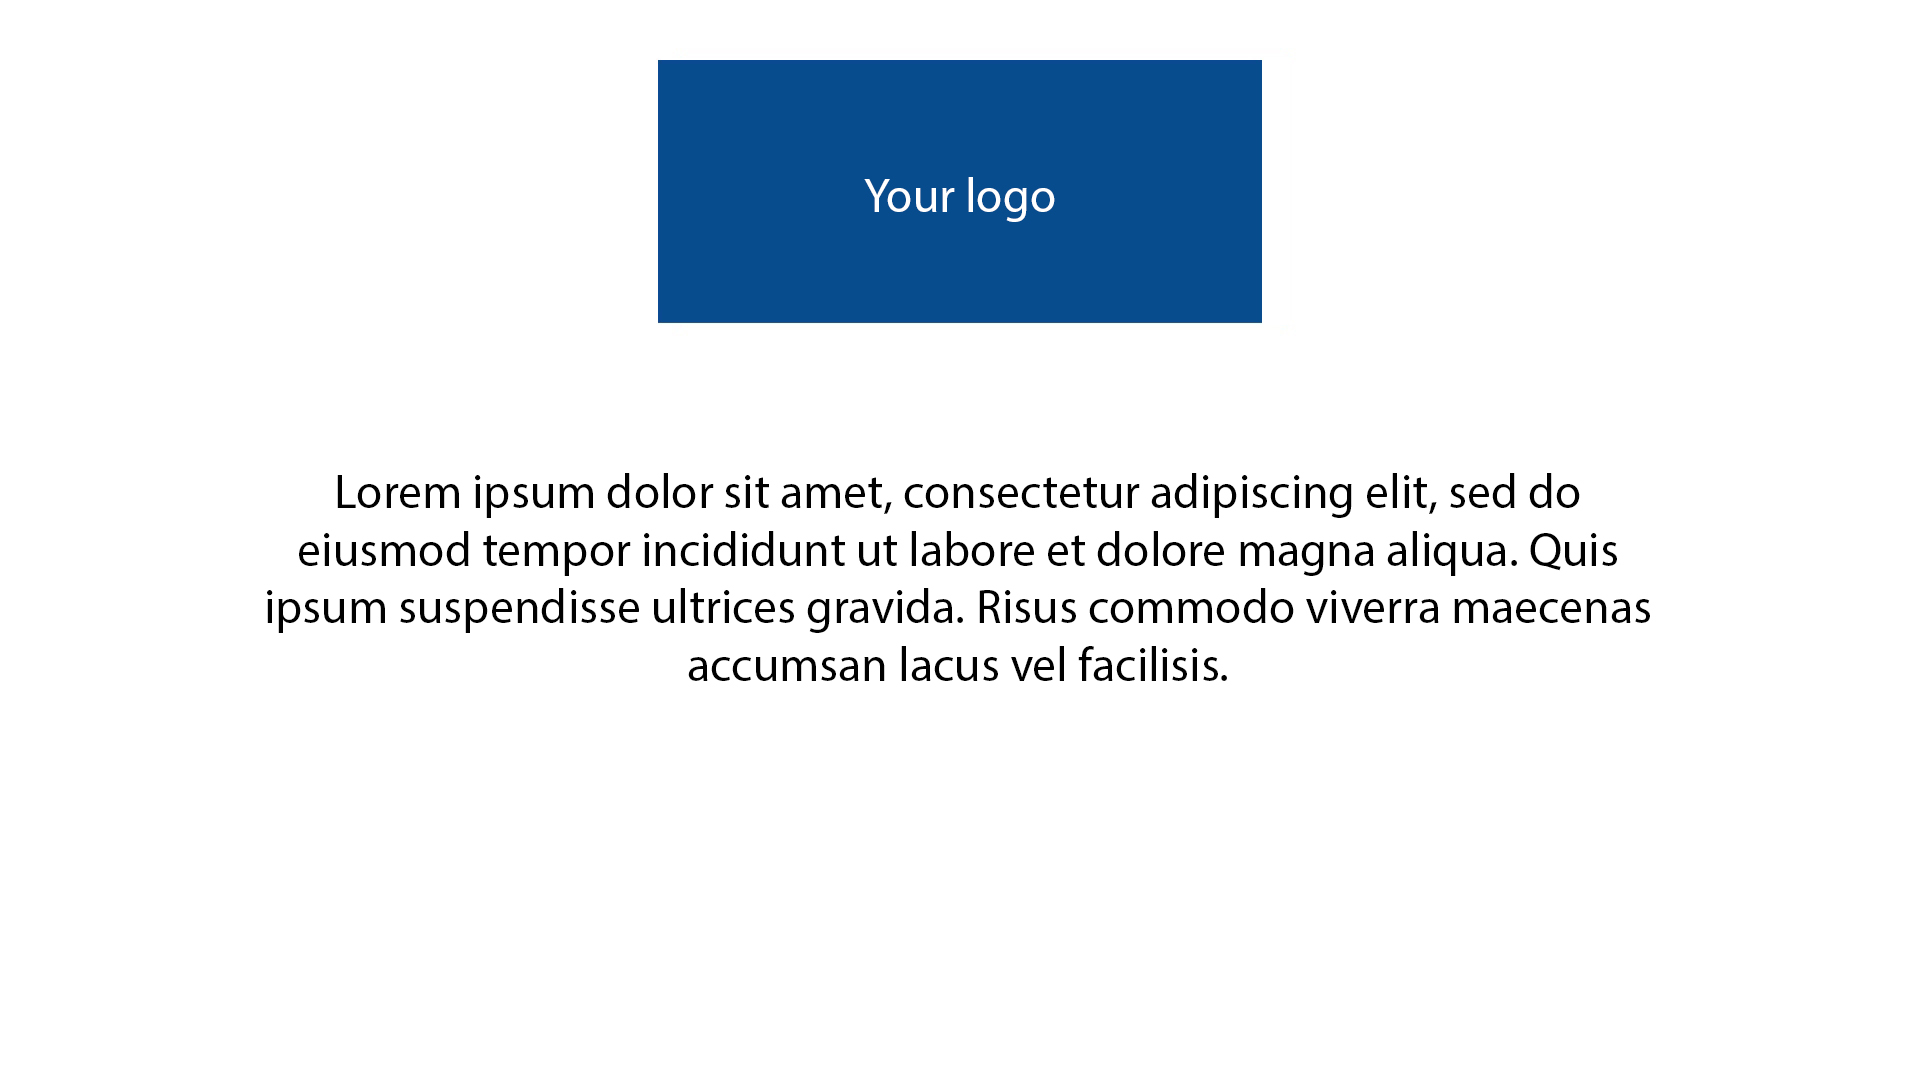 Your logo
Lorem ipsum dolor sit amet, consectetur adipiscing elit, sed do
eiusmod tempor incididunt ut labore et dolore magna aliqua. Quis
ipsum suspendisse ultrices gravida. Risus commodo viverra maecenas
accumsan lacus vel facilisis.